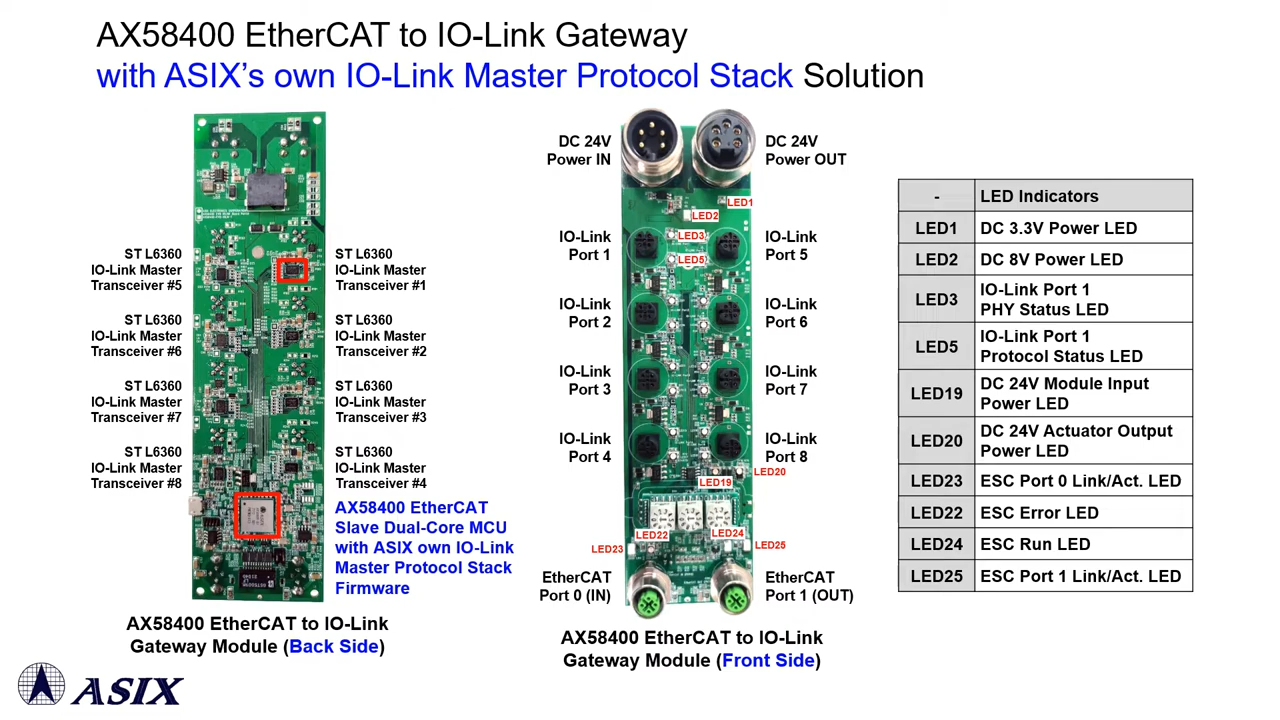 AX58400 EtherCAT to IO-Link Gateway
with ASIX’s own IO-Link Master Protocol Stack Solution
ST L6360
IO-Link Master
Transceiver #5
ST L6360
IO-Link Master
Transceiver #1
ST L6360
IO-Link Master
Transceiver #6
ST L6360
IO-Link Master
Transceiver #2
ST L6360
IO-Link Master
Transceiver #7
ST L6360
IO-Link Master
Transceiver #3
ST L6360
IO-Link Master
Transceiver #8
ST L6360
IO-Link Master
Transceiver #4
AX58400 EtherCAT
Slave Dual-Core MCU
with ASIX own IO-Link
Master Protocol Stack
Firmware
AX58400 EtherCAT to IO-Link
Gateway Module (Back Side)
DC 24V
Power IN
DC 24V
Power OUT
LED1
LED2
LED3
LED5
IO-Link
Port 1
IO-Link
Port 5
IO-Link
Port 2
IO-Link
Port 6
IO-Link
Port 3
IO-Link
Port 7
IO-Link
Port 4
IO-Link
Port 8
LED20
LED19
LED22
LED24
LED23
LED25
EtherCAT
Port 0 (IN)
EtherCAT
Port 1 (OUT)
AX58400 EtherCAT to IO-Link
Gateway Module (Front Side)
- LED Indicators
LED1 DC 3.3V Power LED
LED2 DC 8V Power LED
LED3 IO-Link Port 1
PHY Status LED
LED5 IO-Link Port 1
Protocol Status LED
LED19 DC 24V Module Input
Power LED
LED20 DC 24V Actuator Output
Power LED
LED23 ESC Port 0 Link/Act. LED
LED22 ESC Error LED
LED24 ESC Run LED
LED25 ESC Port 1 Link/Act. LED
ASIX